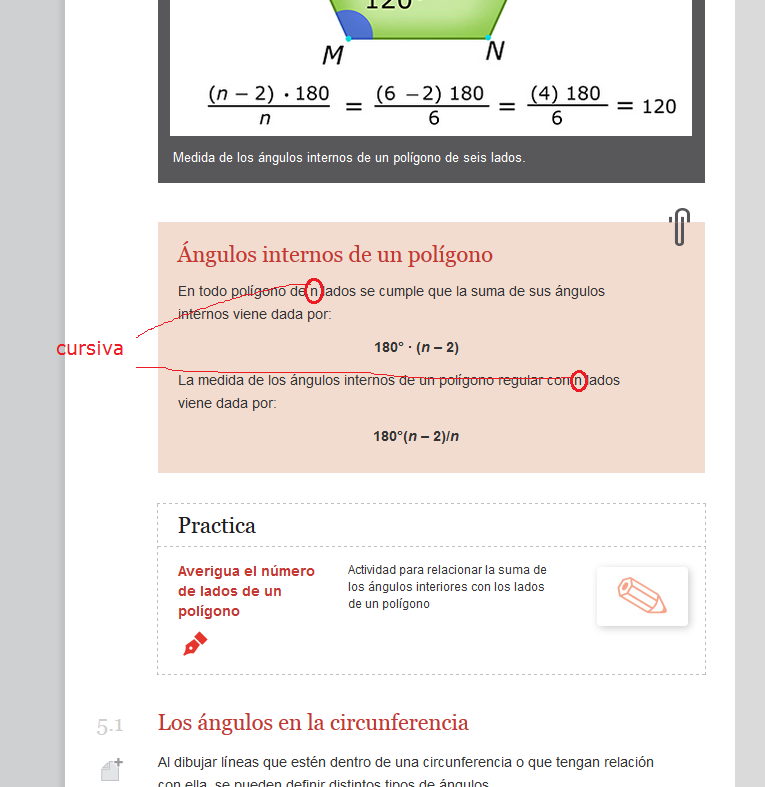 120°
M
N
(n – 2) · 180 / n = (6 –2) 180 / 6 = (4) 180 / 6 = 120
Medida de los ángulos internos de un polígono de seis lados.
Ángulos internos de un polígono
En todo polígono de n lados se cumple que la suma de sus ángulos
internos viene dada por:
180° · (n – 2)
cursiva
La medida de los ángulos internos de un polígono regular con n lados
viene dada por:
180°(n – 2)/n
Practica
Averigua el número
de lados de un
polígono
Actividad para relacionar la suma de
los ángulos interiores con los lados
de un polígono
5.1
Los ángulos en la circunferencia
Al dibujar líneas que estén dentro de una circunferencia o que tengan relación
con ella, se pueden definir distintos tipos de ángulos.